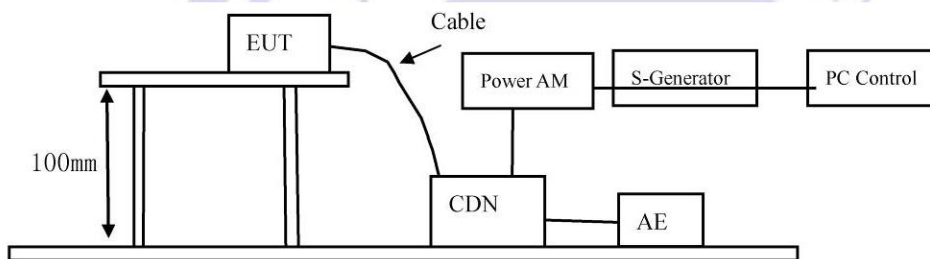 Cable
EUT
Power AM
S-Generator
PC Control
100mm
CDN
AE